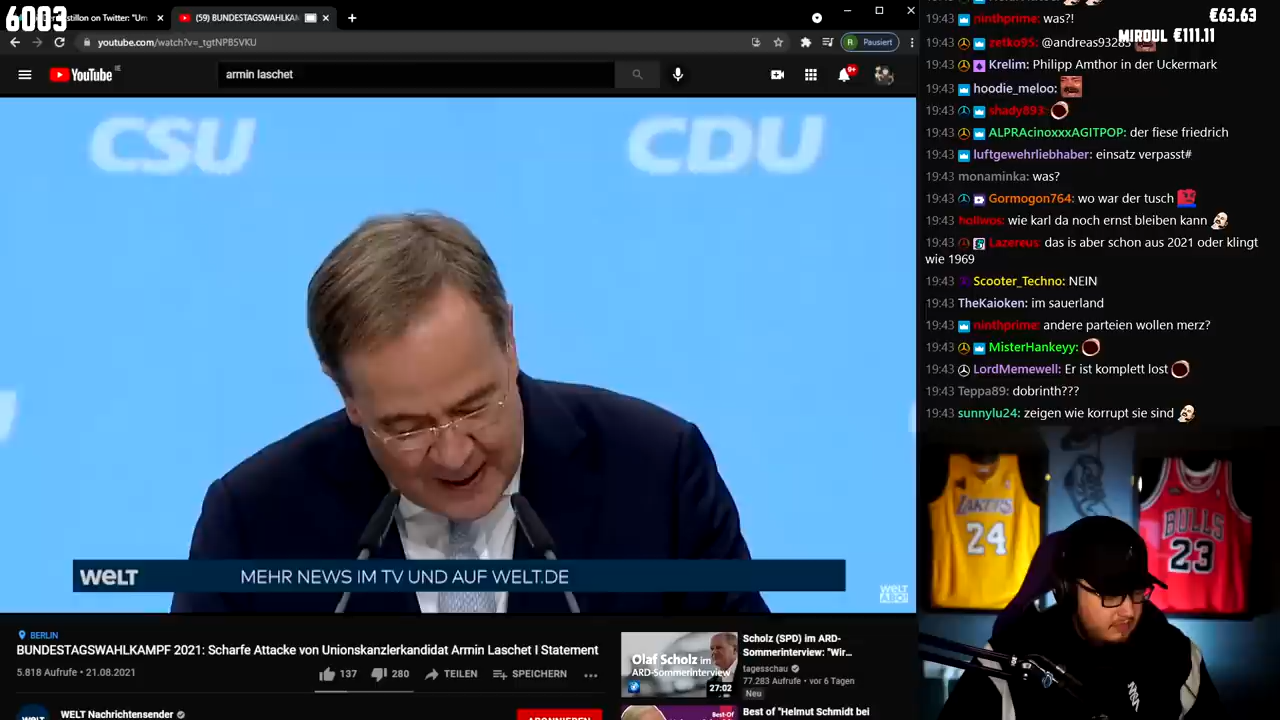 6003
stillon on Twitter: "Um
(59) BUNDESTAGSWAHLKAM
youtube.com/watch?v=_tgtNPB5VKU
R Pausiert
YouTube
armin laschet
9+
CSU
CDU
WELT
MEHR NEWS IM TV UND AUF WELT.DE
WELT
BERLIN
BUNDESTAGSWAHLKAMPF 2021: Scharfe Attacke von Unionskanzlerkandidat Armin Laschet I Statement
5.818 Aufrufe • 21.08.2021
137
280
TEILEN
SPEICHERN
WELT Nachrichtensender
ABONNIEREN
Olaf Scholz im
ARD-Sommerinterview
27:02
Scholz (SPD) im ARD-
Sommerinterview: "Wir…
tagesschau
77.283 Aufrufe • vor 6 Tagen
Neu
Best of "Helmut Schmidt bei
€63.63
MIROUL €111.11
19:43 ninthprime: was?!
19:43 zetko95: @andreas93285
19:43 Krelim: Philipp Amthor in der Uckermark
19:43 hoodie_meloo:
19:43 shady893:
19:43 ALPRAcinoxxxAGITPOP: der fiese friedrich
19:43 luftgewehrliebhaber: einsatz verpasst#
19:43 monaminka: was?
19:43 Gormogon764: wo war der tusch
19:43 hollwos: wie karl da noch ernst bleiben kann
19:43 Lazereus: das is aber schon aus 2021 oder klingt
wie 1969
19:43 Scooter_Techno: NEIN
19:43 TheKaioken: im sauerland
19:43 ninthprime: andere parteien wollen merz?
19:43 MisterHankeyy:
19:43 LordMemewell: Er ist komplett lost
19:43 Teppa89: dobrinth???
19:43 sunnylu24: zeigen wie korrupt sie sind
LAKERS
24
BULLS
23